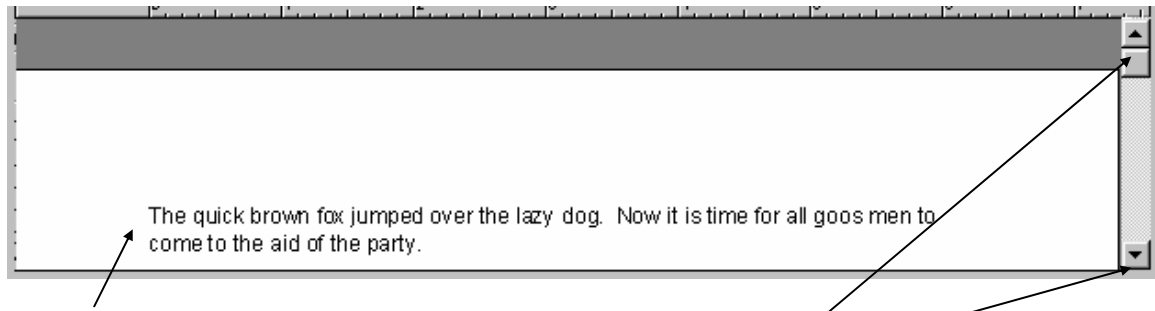 The quick brown fox jumped over the lazy dog.  Now it is time for all goos men to
come to the aid of the party.